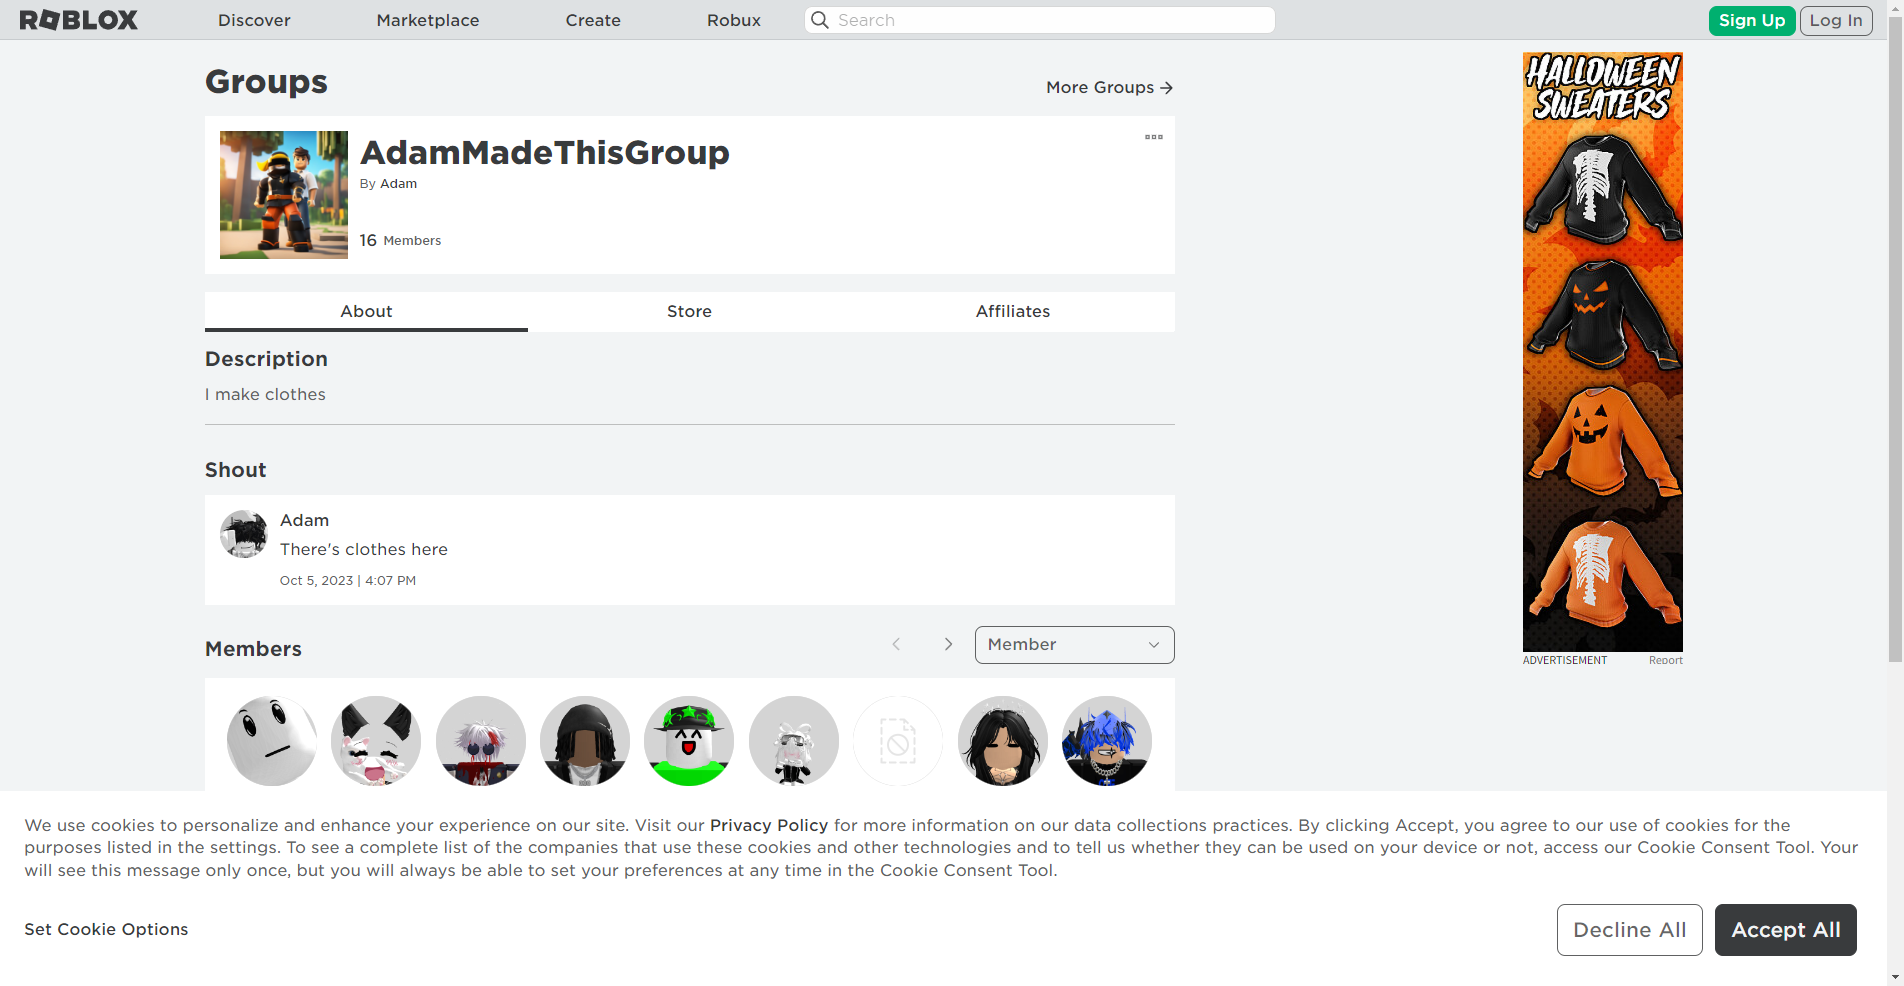 ROBLOX
Discover
Marketplace
Create
Robux
Search
Sign Up
Log In
Groups
More Groups
AdamMadeThisGroup
By Adam
16 Members
About
Store
Affiliates
Description
I make clothes
Shout
Adam
There's clothes here
Oct 5, 2023 | 4:07 PM
Members
Member
HALLOWEEN
SWEATERS
ADVERTISEMENT
Report
We use cookies to personalize and enhance your experience on our site. Visit our Privacy Policy for more information on our data collections practices. By clicking Accept, you agree to our use of cookies for the
purposes listed in the settings. To see a complete list of the companies that use these cookies and other technologies and to tell us whether they can be used on your device or not, access our Cookie Consent Tool. Your
will see this message only once, but you will always be able to set your preferences at any time in the Cookie Consent Tool.
Set Cookie Options
Decline All
Accept All